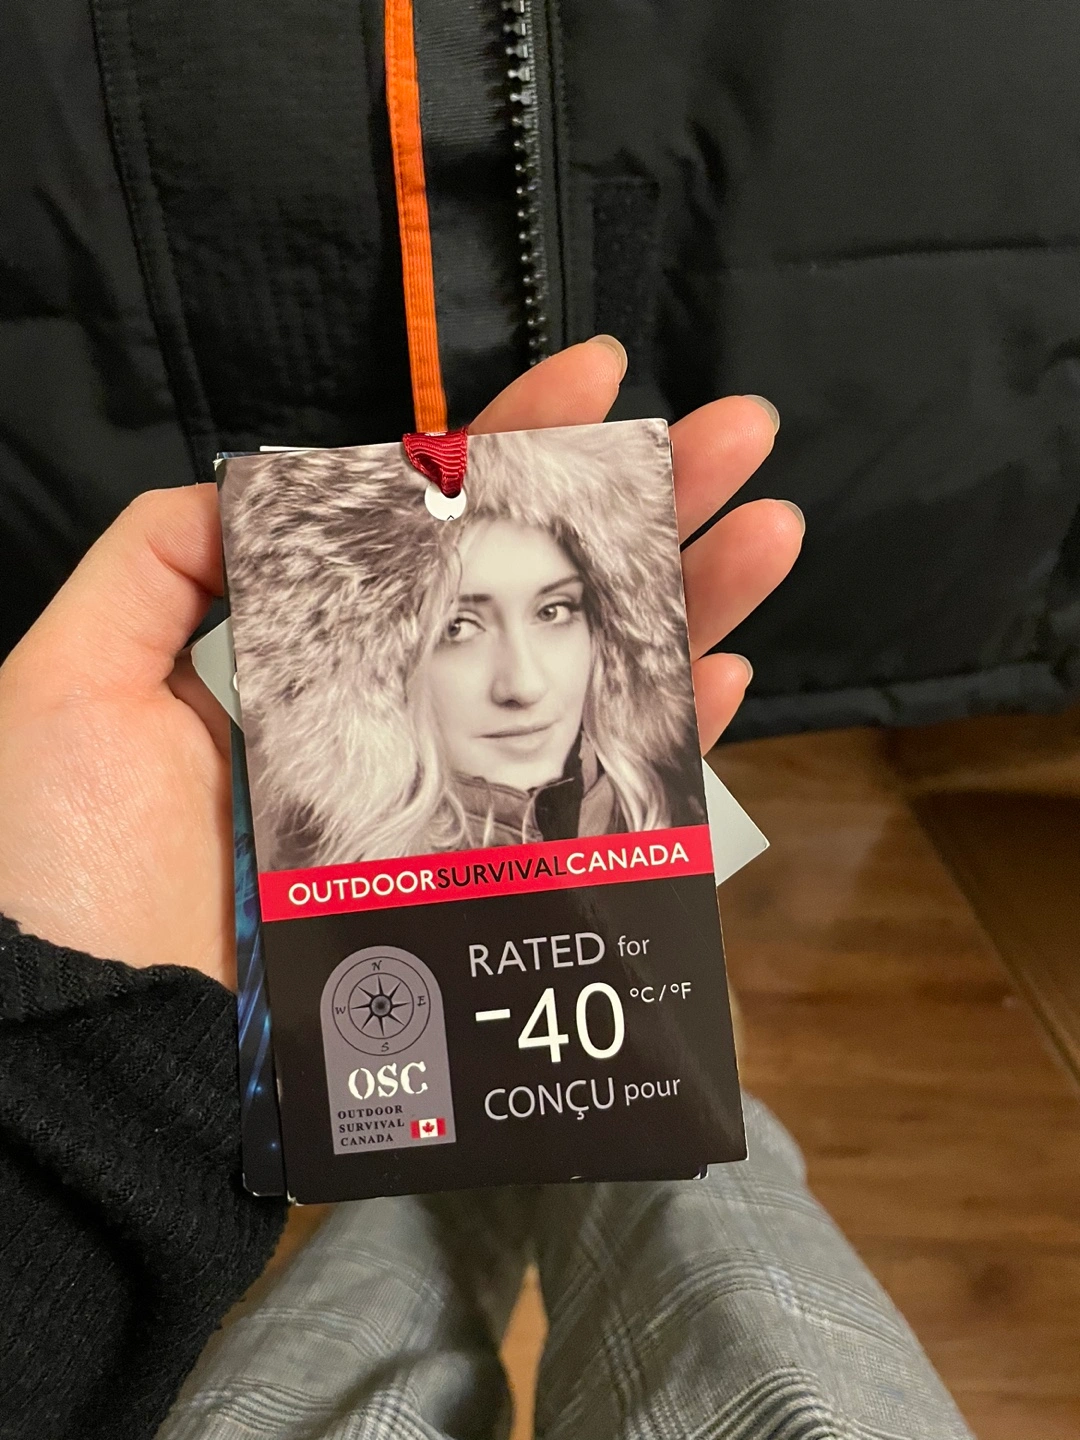 OUTDOORSURVIVALCANADA
RATED for
-40 °C/°F
CONÇU pour
N
W E
S
OSC
OUTDOOR
SURVIVAL
CANADA